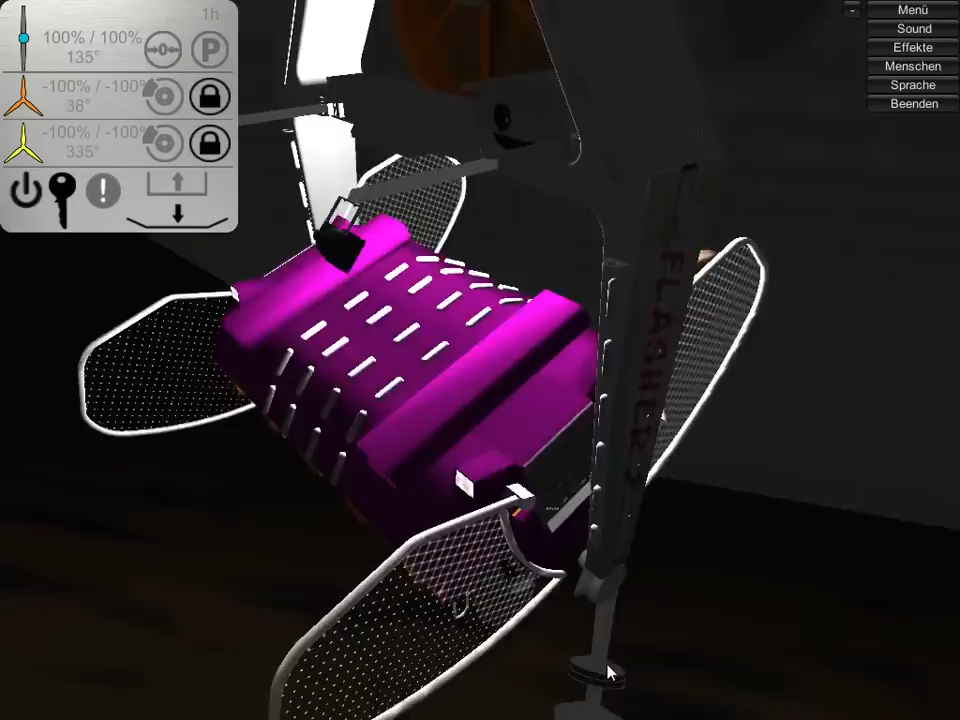 1h
100% / 100%
135°
P
-100% / -100%
36°
-100% / -100%
335°
-
Menü
Sound
Effekte
Menschen
Sprache
Beenden
FLASHER